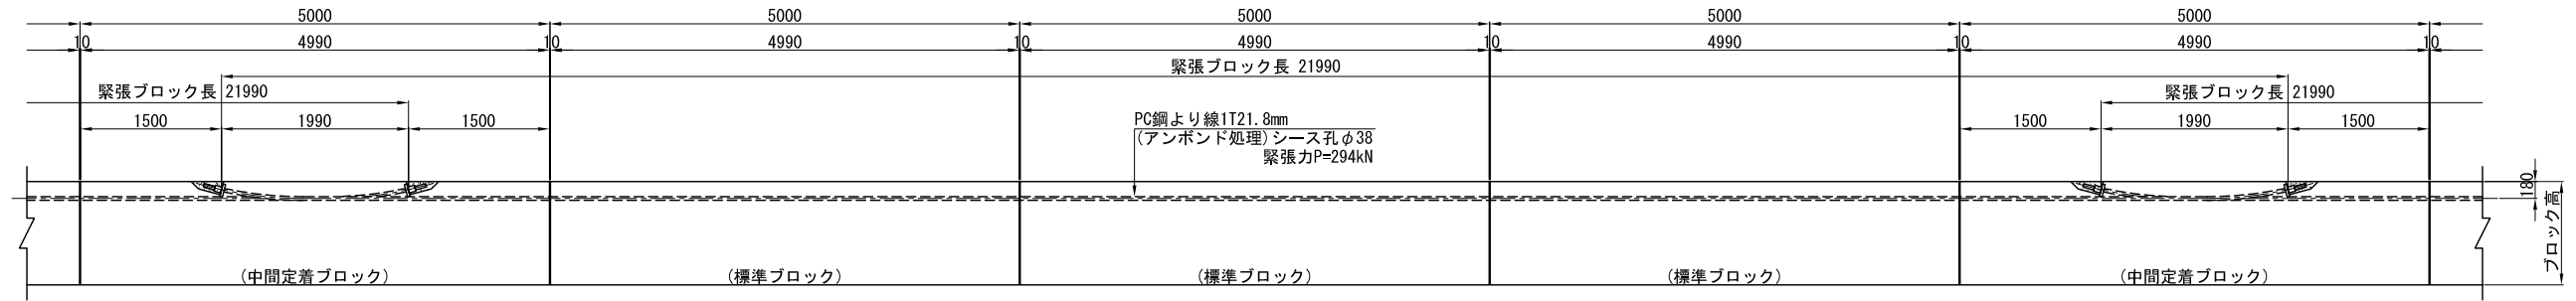 5000 5000 5000 5000 5000
10 4990 10 4990 10 4990 10 4990 10 4990 10
緊張ブロック長 21990
緊張ブロック長 21990 緊張ブロック長 21990
1500 1990 1500 1500 1990 1500
PC鋼より線1T21.8mm
(アンボンド処理)シース孔φ38
緊張力P=294kN
180
ブロック高
(中間定着ブロック) (標準ブロック) (標準ブロック) (標準ブロック) (中間定着ブロック)